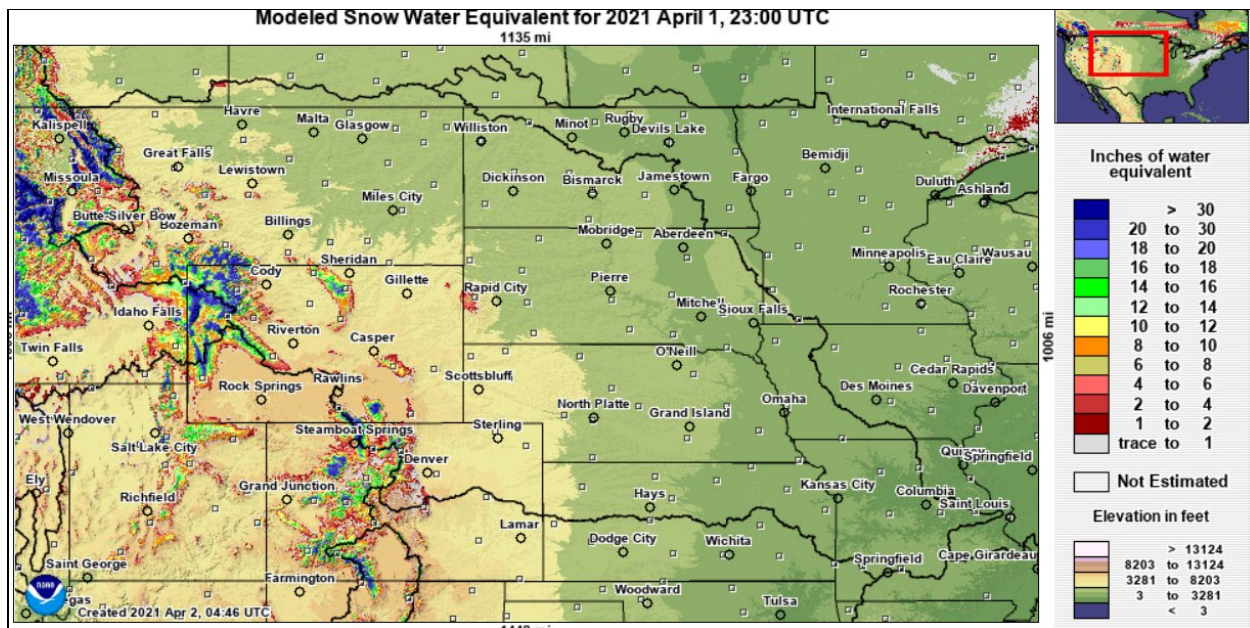 Modeled Snow Water Equivalent for 2021 April 1, 23:00 UTC
1135 mi
Havre
Malta
Glasgow
Williston
Minot
Rugby
Devils Lake
International Falls
Kalispell
Great Falls
Lewistown
Bemidji
Missoula
Dickinson
Bismarck
Jamestown
Fargo
Duluth
Ashland
Miles City
Butte-Silver Bow
Bozeman
Billings
Mobridge
Aberdeen
Minneapolis
Eau Claire
Wausau
Cody
Sheridan
Gillette
Rapid City
Pierre
Rochester
Idaho Falls
Mitchell
Sioux Falls
1006 mi
Riverton
Casper
Twin Falls
O'Neill
Rock Springs
Rawlins
Scottsbluff
Cedar Rapids
Des Moines
Davenport
North Platte
Grand Island
Omaha
West Wendover
Salt Lake City
Steamboat Springs
Sterling
Denver
Springfield
Ely
Richfield
Grand Junction
Hays
Kansas City
Columbia
Saint Louis
Lamar
Dodge City
Wichita
Springfield
Cape Girardeau
Saint George
Farmington
Woodward
Tulsa
NOAA
Created 2021 Apr 2, 04:46 UTC
Inches of water
equivalent
> 30
20 to 30
18 to 20
16 to 18
14 to 16
12 to 14
10 to 12
8 to 10
6 to 8
4 to 6
2 to 4
1 to 2
trace to 1
Not Estimated
Elevation in feet
> 13124
8203 to 13124
3281 to 8203
3 to 3281
< 3